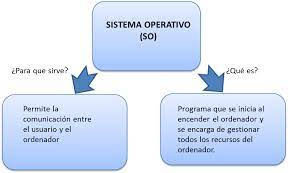 SISTEMA OPERATIVO
(SO)
¿Para que sirve?
¿Qué es?
Permite la
comunicación entre
el usuario y el
ordenador
Programa que se inicia al
encender el ordenador y
se encarga de gestionar
todos los recursos del
ordenador.